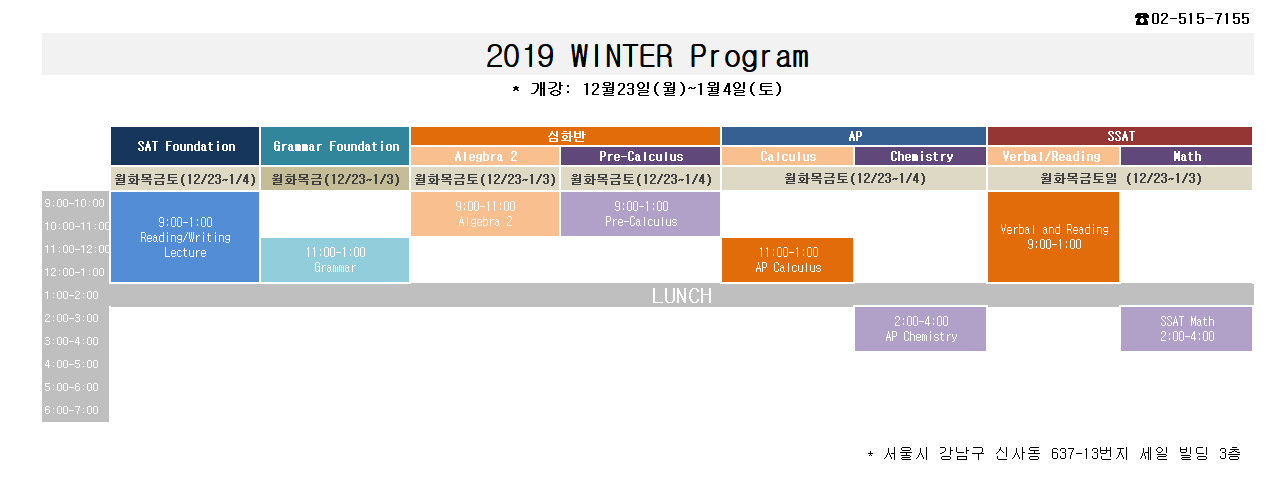 ☎02-515-7155
2019 WINTER Program
* 개강: 12월23일(월)~1월4일(토)
SAT Foundation Grammar Foundation 심화반 AP SSAT
Alegbra 2 Pre-Calculus Calculus Chemistry Verbal/Reading Math
월화목금토(12/23~1/4) 월화목금(12/23~1/3) 월화목금토(12/23~1/3) 월화목금토(12/23~1/4) 월화목금토(12/23~1/4) 월화목금토일 (12/23~1/3)
9:00-10:00
10:00-11:00
11:00-12:00
12:00-1:00
1:00-2:00
2:00-3:00
3:00-4:00
4:00-5:00
5:00-6:00
6:00-7:00
9:00-1:00
Reading/Writing
Lecture
11:00-1:00
Grammar
9:00-11:00
Algebra 2
9:00-1:00
Pre-Calculus
11:00-1:00
AP Calculus
Verbal and Reading
9:00-1:00
LUNCH
2:00-4:00
AP Chemistry
SSAT Math
2:00-4:00
* 서울시 강남구 신사동 637-13번지 세일 빌딩 3층